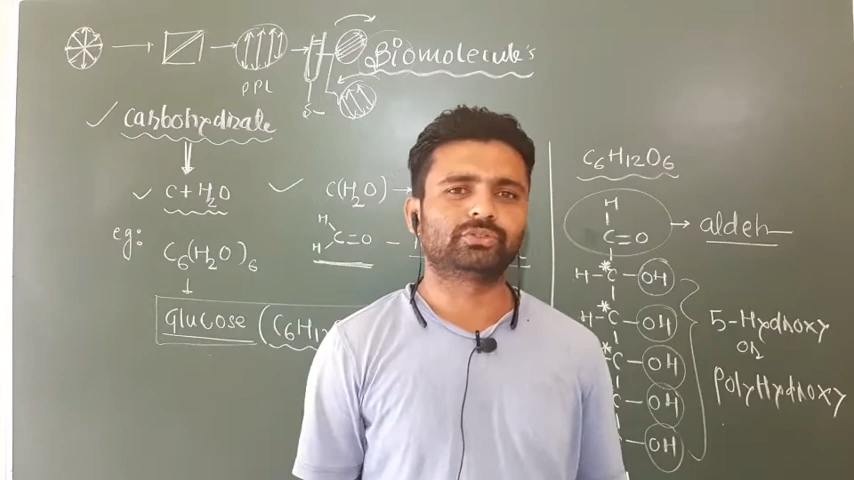 PPL
S-
Biomolecule's
Carbohydrate
C + H2O
eg:
C6(H2O)6
Glucose (C6H12
C(H2O)
H
C=O
H
C6H12O6
H
C=O
aldeh—
H-C*-OH
H-C*-OH
*C-OH
C-OH
OH
5-Hydroxy
OR
PolyHydroxy